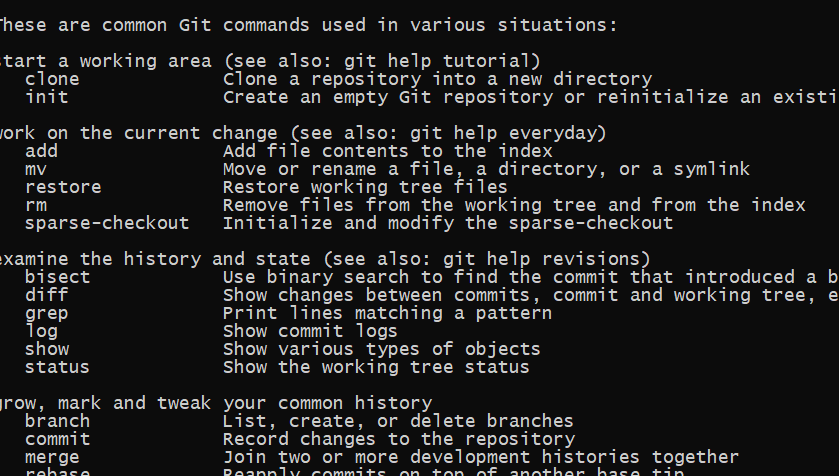 These are common Git commands used in various situations:
start a working area (see also: git help tutorial)
clone Clone a repository into a new directory
init Create an empty Git repository or reinitialize an existi
work on the current change (see also: git help everyday)
add Add file contents to the index
mv Move or rename a file, a directory, or a symlink
restore Restore working tree files
rm Remove files from the working tree and from the index
sparse-checkout Initialize and modify the sparse-checkout
examine the history and state (see also: git help revisions)
bisect Use binary search to find the commit that introduced a b
diff Show changes between commits, commit and working tree, e
grep Print lines matching a pattern
log Show commit logs
show Show various types of objects
status Show the working tree status
grow, mark and tweak your common history
branch List, create, or delete branches
commit Record changes to the repository
merge Join two or more development histories together
rebase Reapply commits on top of another base tip